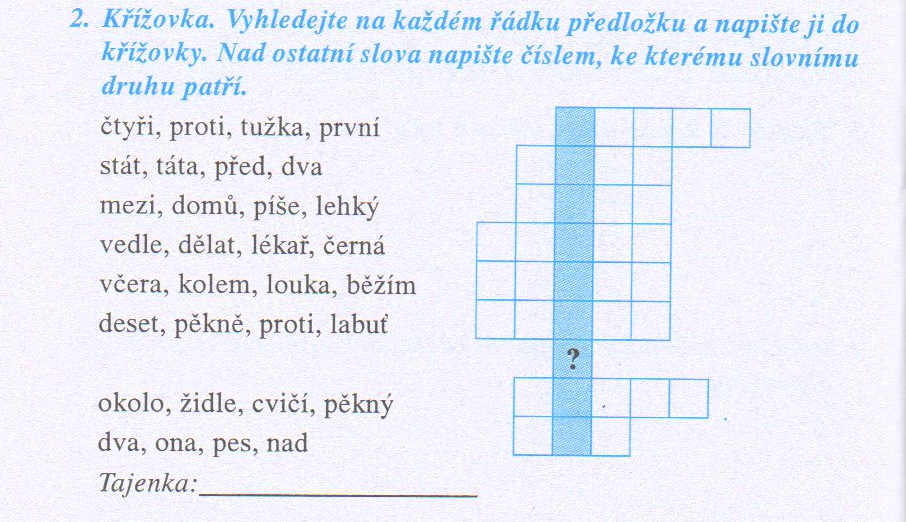 2. Křížovka. Vyhledejte na každém řádku předložku a napište ji do
křížovky. Nad ostatní slova napište číslem, ke kterému slovnímu
druhu patří.
čtyři, proti, tužka, první
stát, táta, před, dva
mezi, domů, píše, lehký
vedle, dělat, lékař, černá
včera, kolem, louka, běžím
deset, pěkně, proti, labuť
?
okolo, židle, cvičí, pěkný
dva, ona, pes, nad
Tajenka: